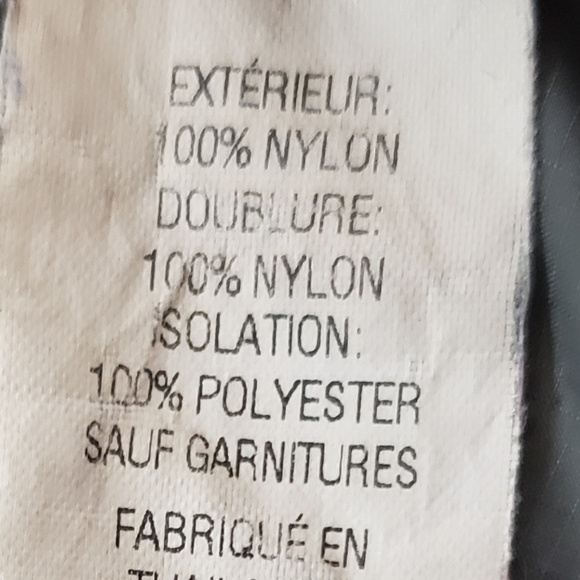 EXTÉRIEUR:
100% NYLON
DOUBLURE:
100% NYLON
ISOLATION:
100% POLYESTER
SAUF GARNITURES
FABRIQUÉ EN